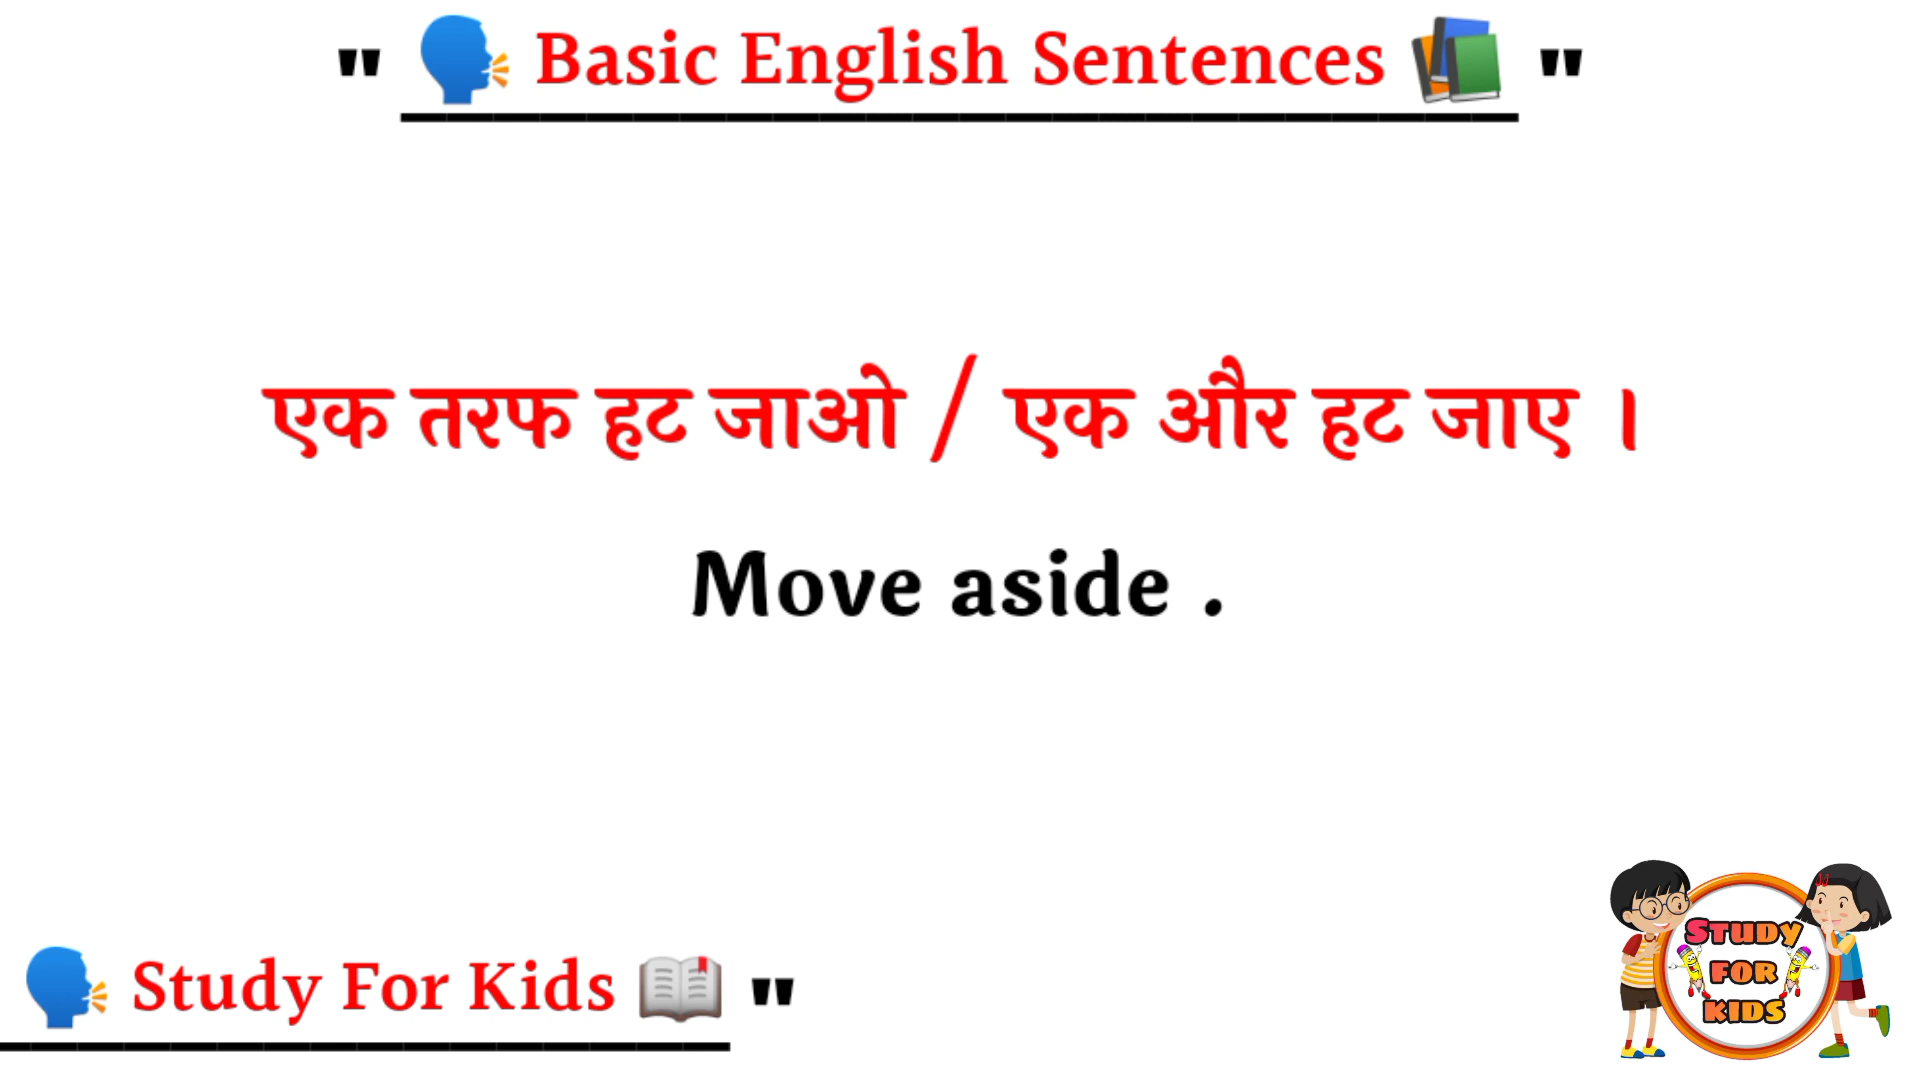 " 🗣️ Basic English Sentences 📚 "
एक तरफ हट जाओ / एक और हट जाए ।
Move aside .
🗣️ Study For Kids 📖 "
STUDY
FOR
KIDS